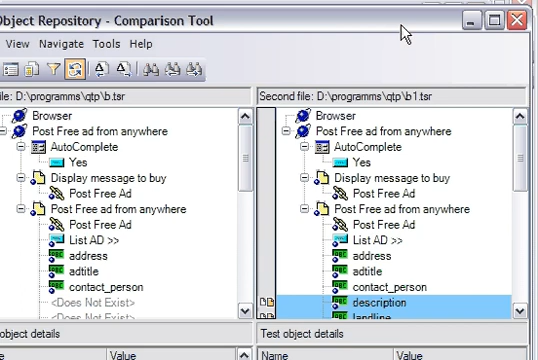 Object Repository - Comparison Tool
View Navigate Tools Help
file: D:\programms\qtp\b.tsr
Second file: D:\programms\qtp\b1.tsr
Browser
Post Free ad from anywhere
AutoComplete
Yes
Display message to buy
Post Free Ad
Post Free ad from anywhere
Post Free Ad
List AD >>
address
adtitle
contact_person
<Does Not Exist>
<Does Not Exist>
Browser
Post Free ad from anywhere
AutoComplete
Yes
Display message to buy
Post Free Ad
Post Free ad from anywhere
Post Free Ad
List AD >>
address
adtitle
contact_person
description
landline
object details
Test object details
Value
Name Value